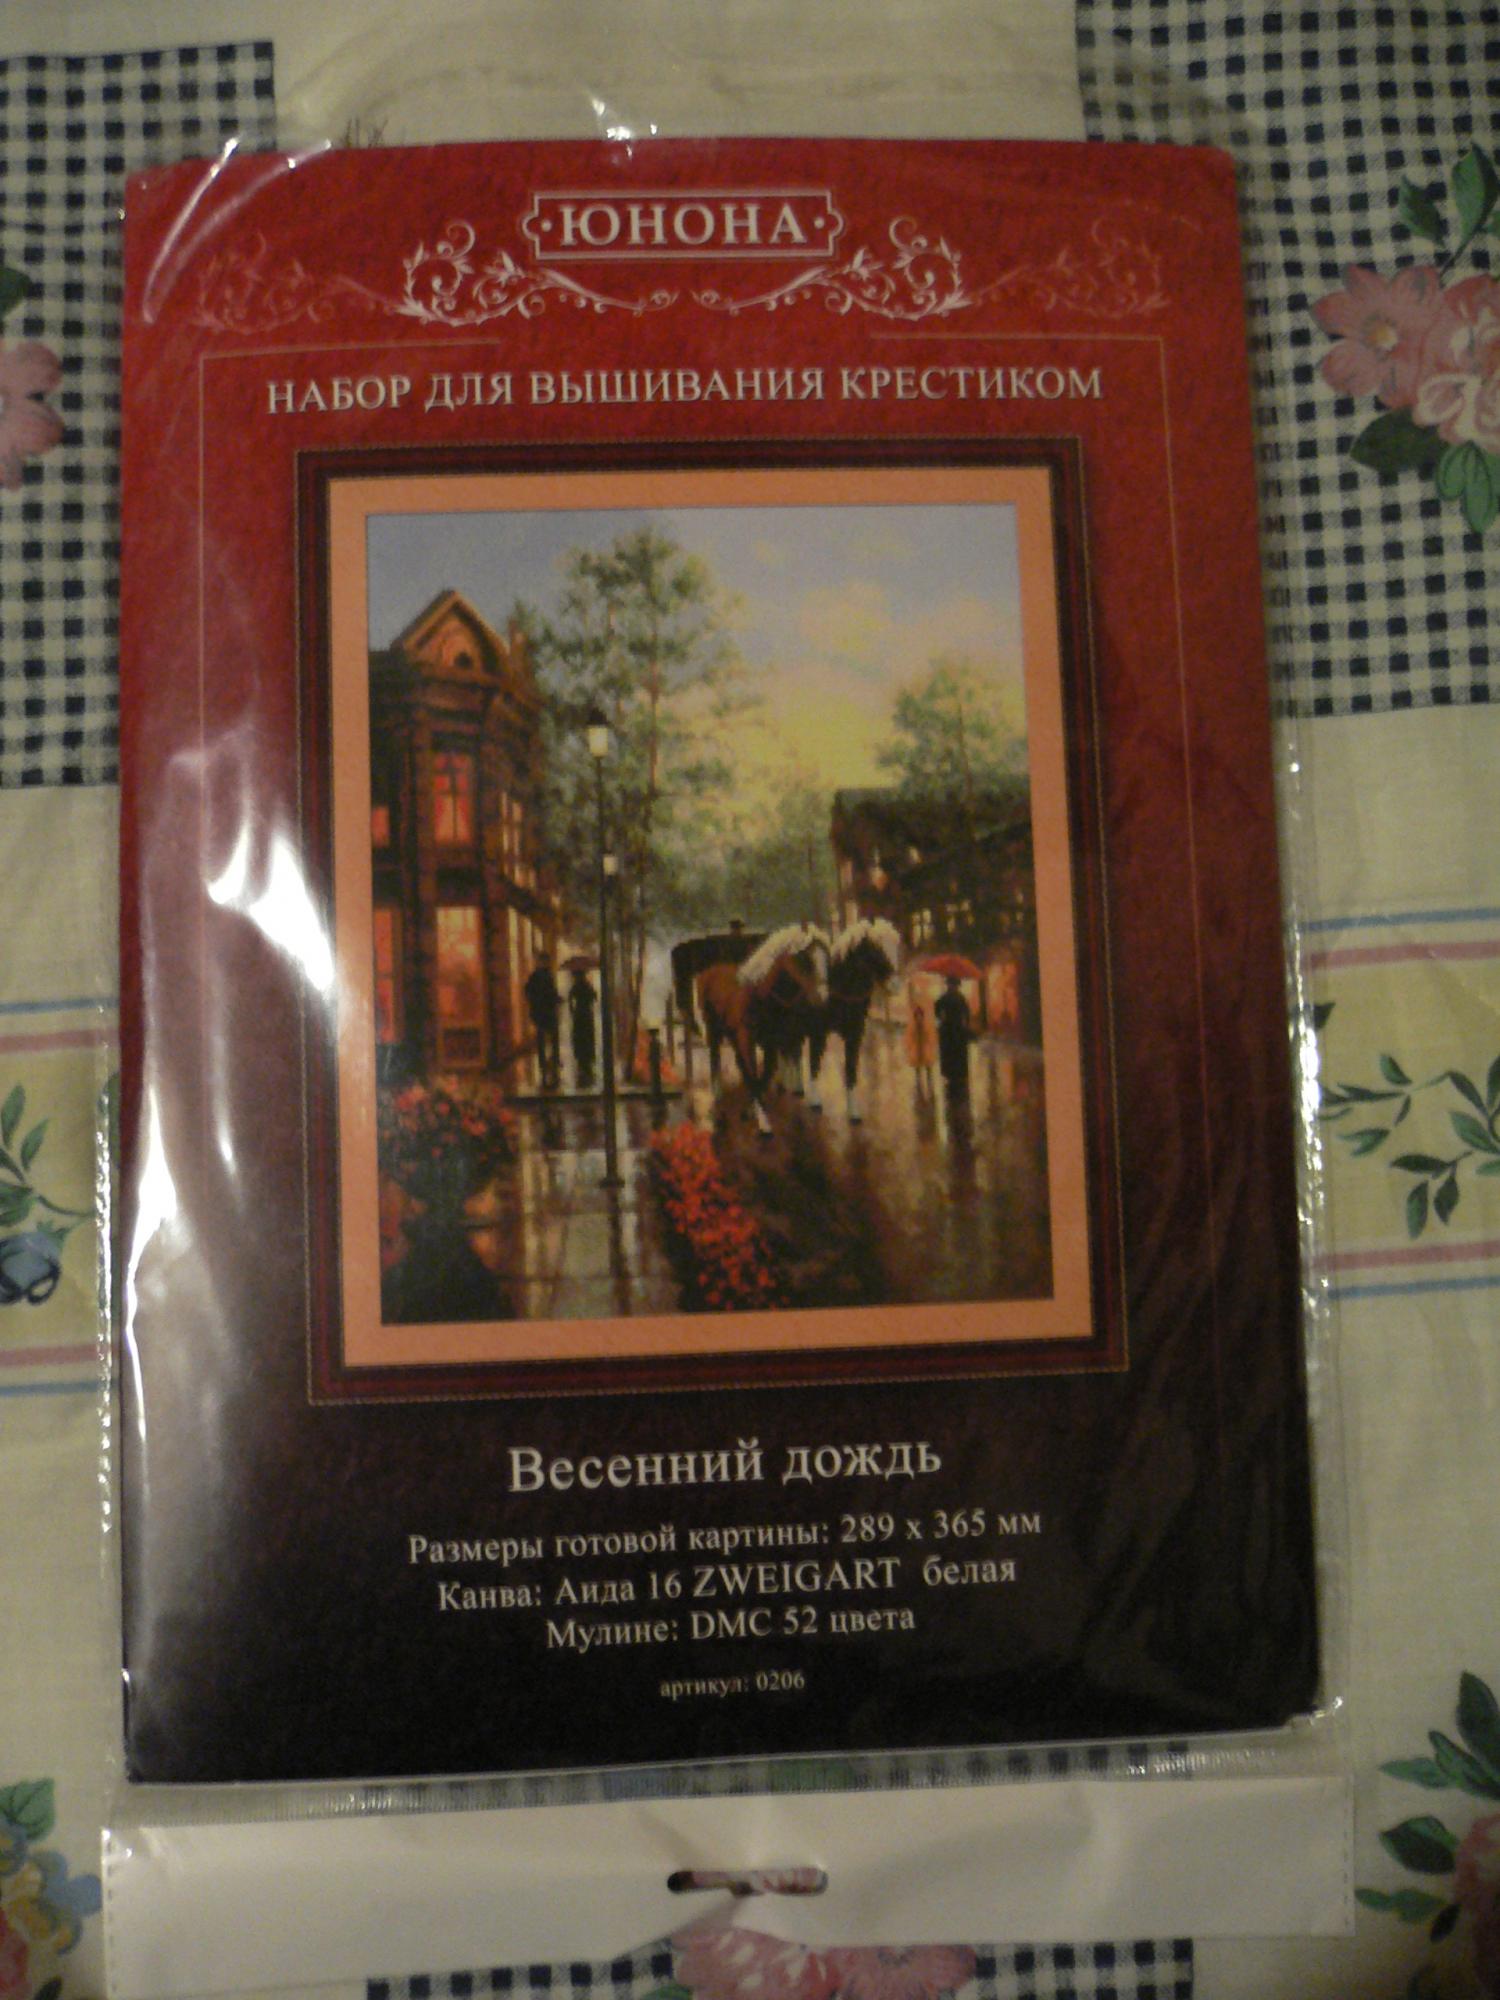 ·ЮНОНА·
НАБОР ДЛЯ ВЫШИВАНИЯ КРЕСТИКОМ
Весенний дождь
Размеры готовой картины: 289 x 365 мм
Канва: Аида 16 ZWEIGART белая
Мулине: DMC 52 цвета
артикул: 0206